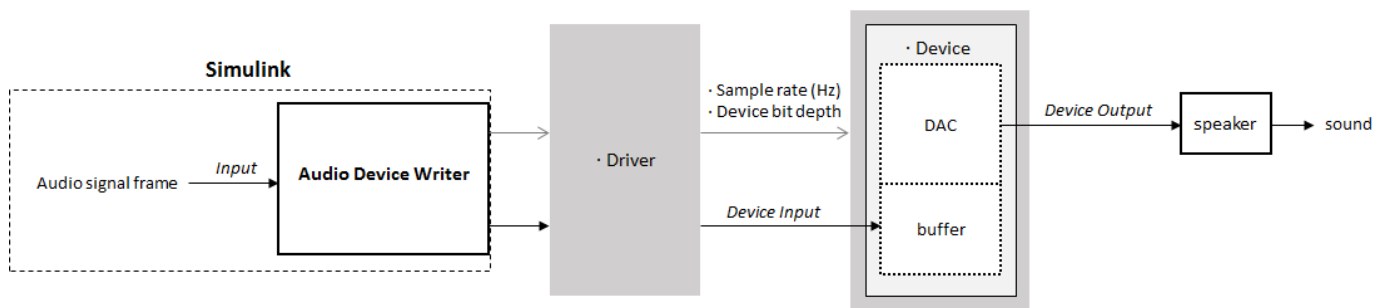 Simulink
Audio signal frame
Input
Audio Device Writer
· Driver
· Sample rate (Hz)
· Device bit depth
Device Input
· Device
DAC
buffer
Device Output
speaker
sound